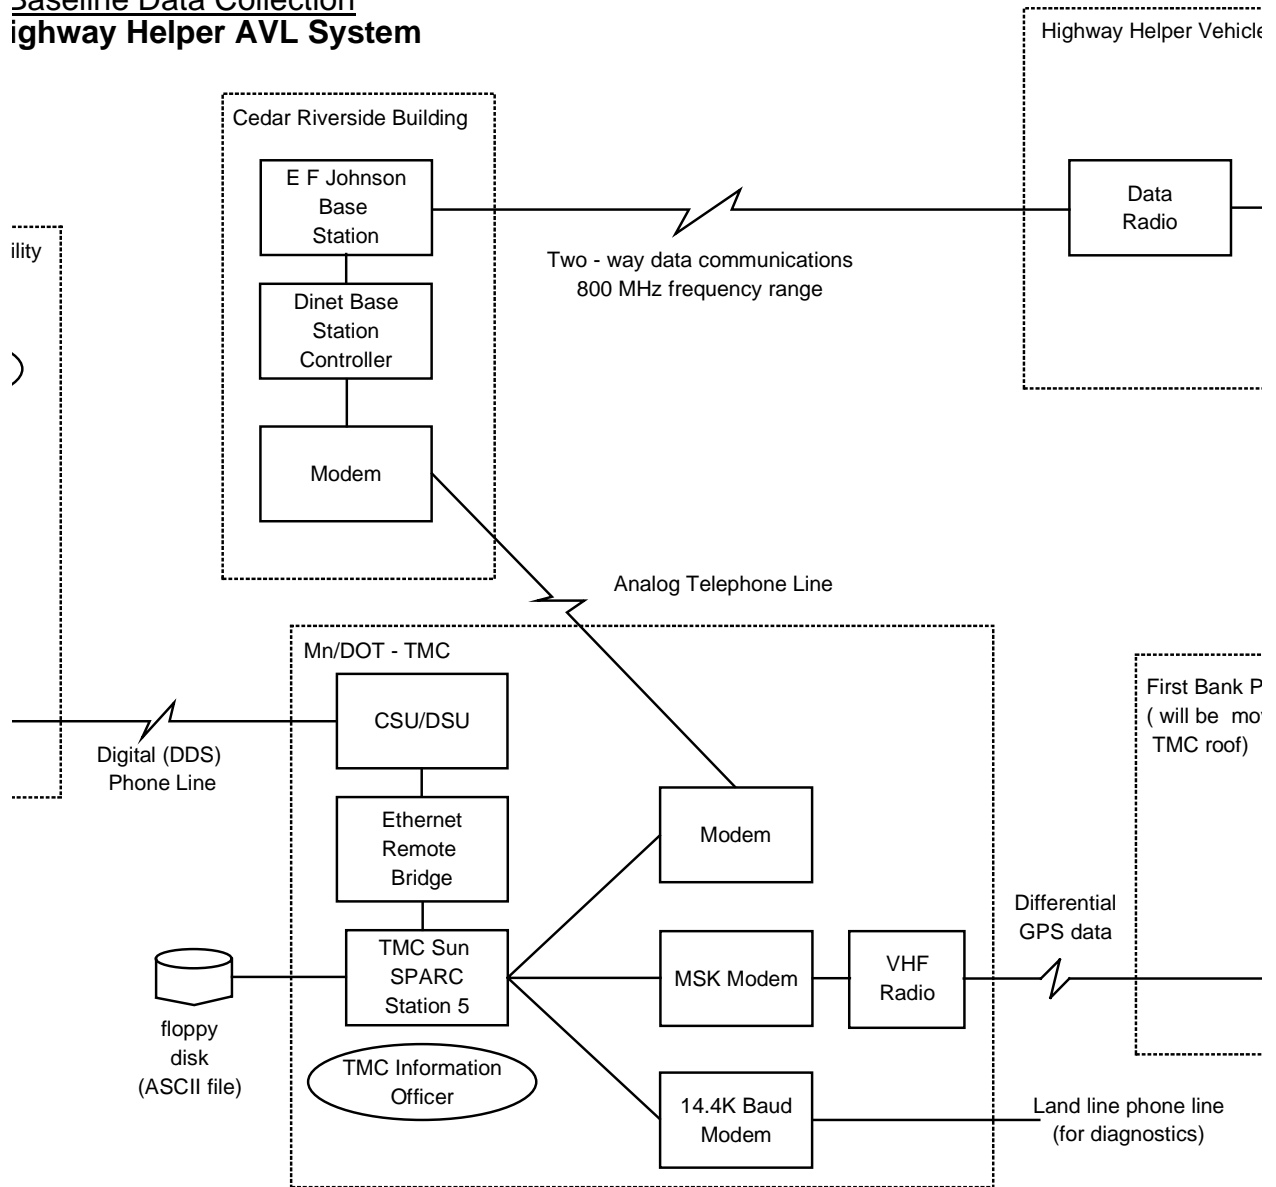 Baseline Data Collection
ighway Helper AVL System
Highway Helper Vehicle
Cedar Riverside Building
E F Johnson
Base
Station
Data
Radio
ility
Two - way data communications
800 MHz frequency range
Dinet Base
Station
Controller
Modem
Analog Telephone Line
Mn/DOT - TMC
First Bank P
( will be mov
TMC roof)
CSU/DSU
Digital (DDS)
Phone Line
Ethernet
Remote
Bridge
Modem
Differential
GPS data
TMC Sun
SPARC
Station 5
MSK Modem
VHF
Radio
floppy
disk
(ASCII file)
TMC Information
Officer
14.4K Baud
Modem
Land line phone line
(for diagnostics)